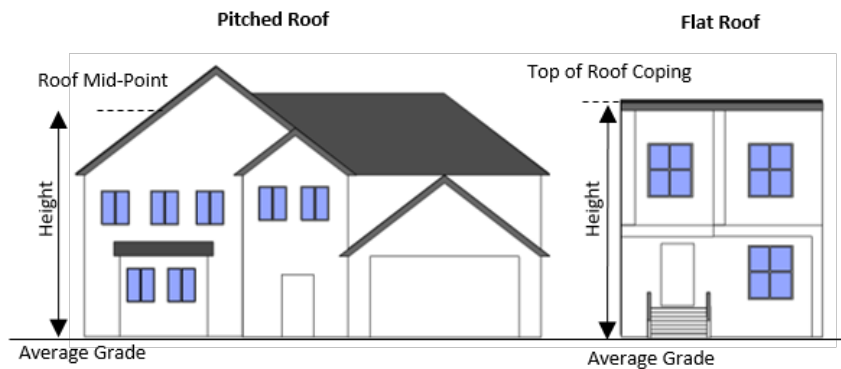 Pitched Roof
Flat Roof
Roof Mid-Point
Top of Roof Coping
Height
Height
Average Grade
Average Grade